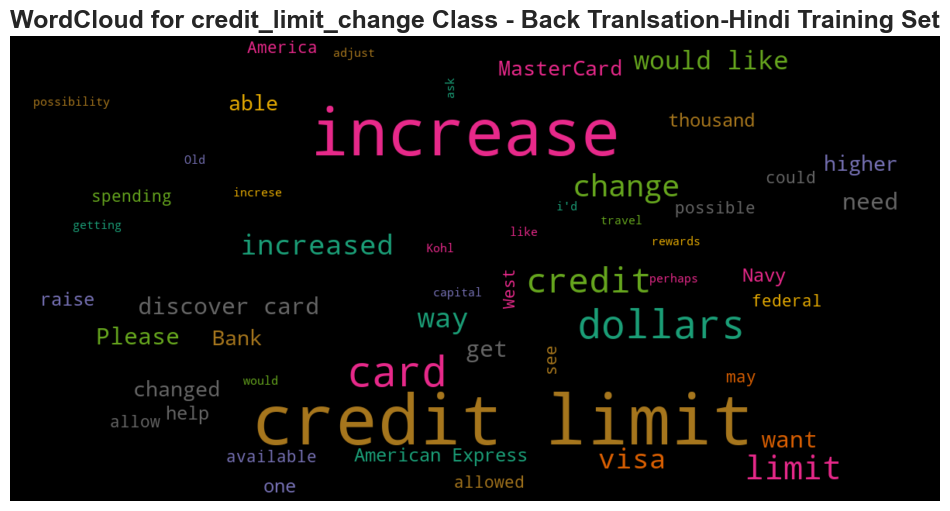 WordCloud for credit_limit_change Class - Back Tranlsation-Hindi Training Set
America
adjust
would like
MasterCard
ask
possibility
able
increase
thousand
Old
higher
could
change
spending
increse
need
i'd
possible
travel
getting
like
increased
Kohl
rewards
West
credit
perhaps
Navy
capital
raise
federal
discover card
way
dollars
Please
Bank
get
see
card
may
would
changed
help
allow
credit limit
want
available
American Express
visa
limit
one
allowed